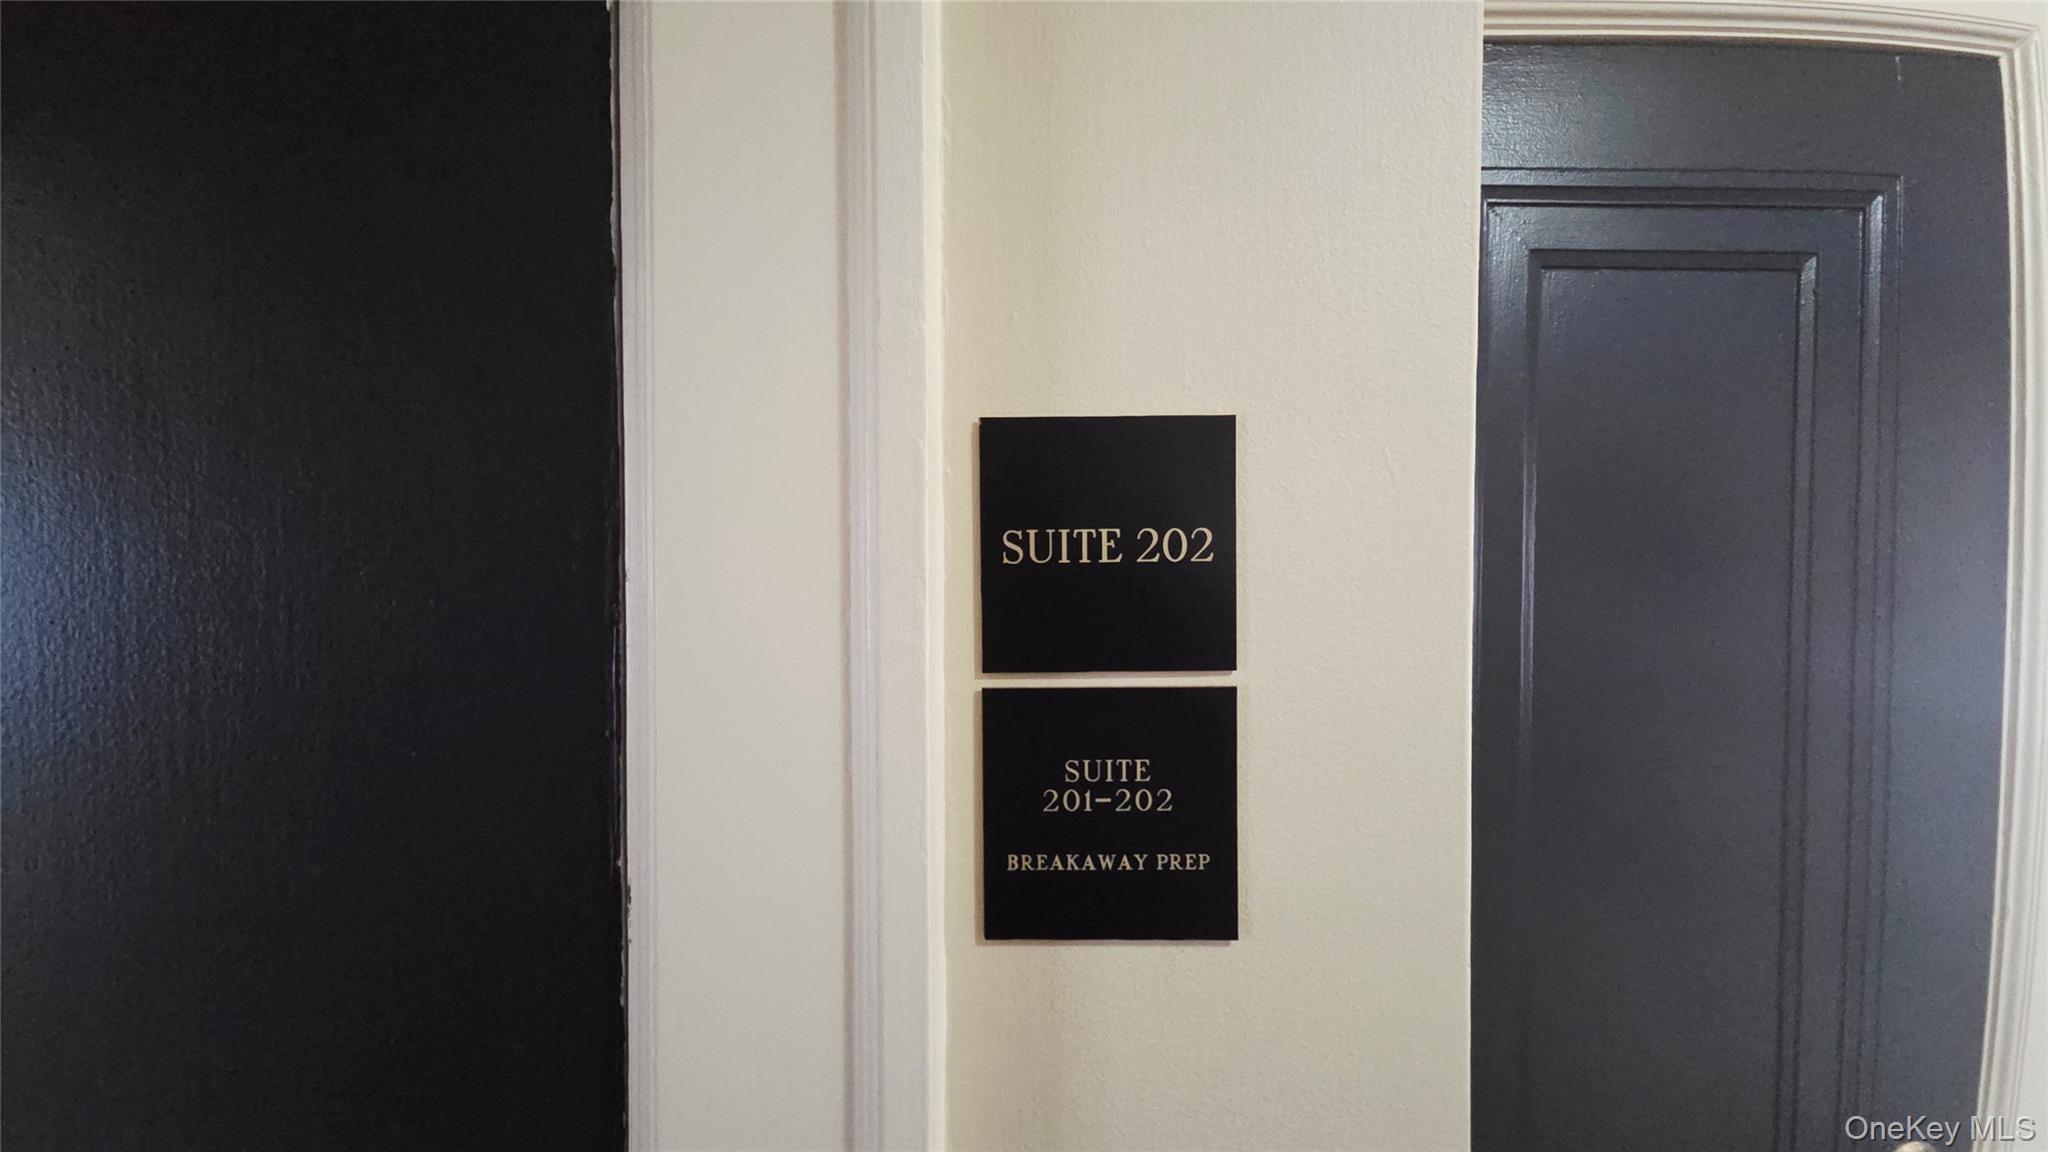 SUITE 202
SUITE
201-202
BREAKAWAY PREP
OneKey MLS